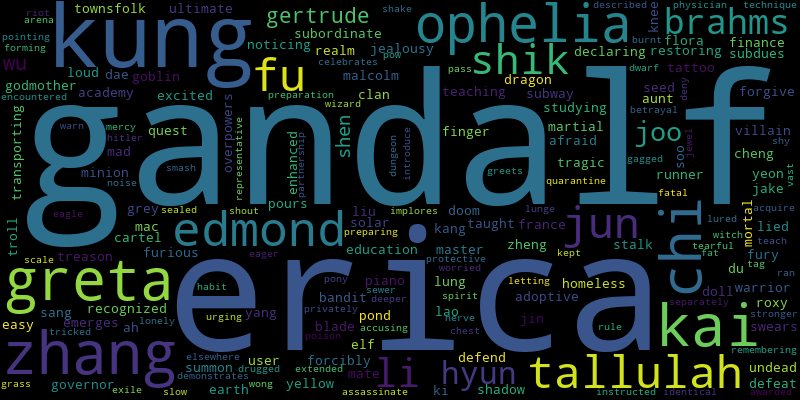 riot townsfolk ultimate shake described physician technique
arena kung gertrude ophelia knee brahms
pointing subordinate burnt flora finance
forming noticing realm jealousy declaring restoring subdues
wu loud dae goblin fu celebrates pow shik dwarf tattoo
godmother malcolm pass deny
encountered academy excited preparation clan dragon teaching subway seed aunt forgive
transporting warn mercy hitler quest wizard finger studying betrayal villain shy
gandalf
mad overpowers representative enhanced partnership shen dungeon introduce martial afraid joo soo jewel cheng
minion smash tragic gagged runner yeon vast
noise greets quarantine jake
eagle grey sealed pours liu implores doom lunge fatal lured acquire
troll mac shout solar kang taught france jun mortal lied
cartel edmond preparing witch teach
scale treason furious eager education master zheng stalk chi tearful fury
greta protective worried kept fat du tag ran
habit pony piano lung letting homeless doll warrior
recognized sewer deeper bandit spirit adoptive separately roxy stronger
sang urging yang privately pond lao jin rule kai swears
easy emerges ah lonely blade accusing nerve
erica
tricked poison elf chest remembering
zhang elsewhere user forcibly defend tallulah undead
summon drugged extended mate li hyun
grass governor demonstrates earth wong yellow assassinate ki shadow instructed identical defeat
exile slow awarded